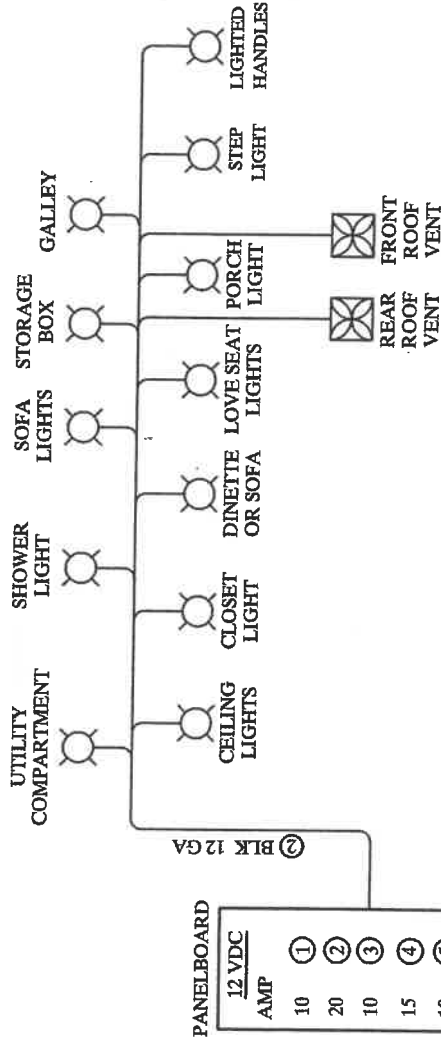 UTILITY
COMPARTMENT
SHOWER
LIGHT
SOFA
LIGHTS
STORAGE
BOX
GALLEY
CEILING
LIGHTS
CLOSET
LIGHT
DINETTE
OR SOFA
LOVE SEAT
LIGHTS
PORCH
LIGHT
STEP
LIGHT
LIGHTED
HANDLES
REAR
ROOF
VENT
FRONT
ROOF
VENT
② BLK 12 GA
PANELBOARD
12 VDC
AMP
10 ①
20 ②
10 ③
15 ④